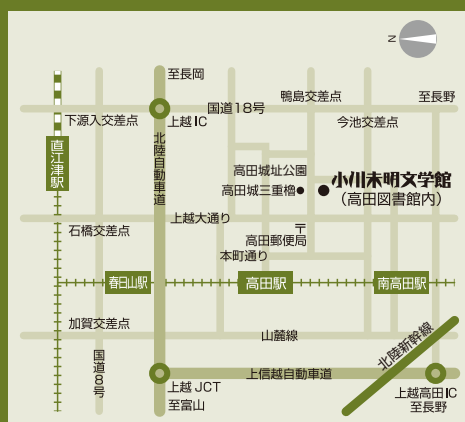 N
至長岡
鴨島交差点
至長野
国道18号
下源入交差点
上越IC
今池交差点
直江津駅
北陸自動車道
高田城址公園
小川未明文学館
高田城三重櫓
（高田図書館内）
上越大通り
〒
石橋交差点
高田郵便局
本町通り
春日山駅
高田駅
南高田駅
加賀交差点
山麓線
北陸新幹線
国道8号
上信越自動車道
上越JCT
上越高田IC
至富山
至長野